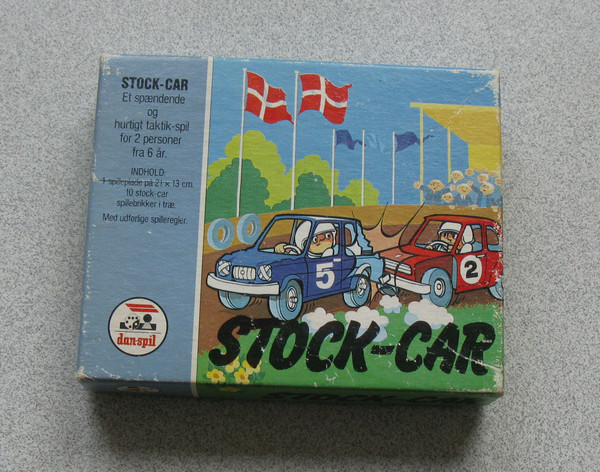 STOCK-CAR
Et spændende
og
hurtigt taktik-spil
for 2 personer
fra 6 år.
INDHOLD:
1 spilleplade på 21 x 13 cm.
10 stock-car
spillebrikker i træ.
Med udførlige spilleregler.
dan-spil
5
2
STOCK-CAR